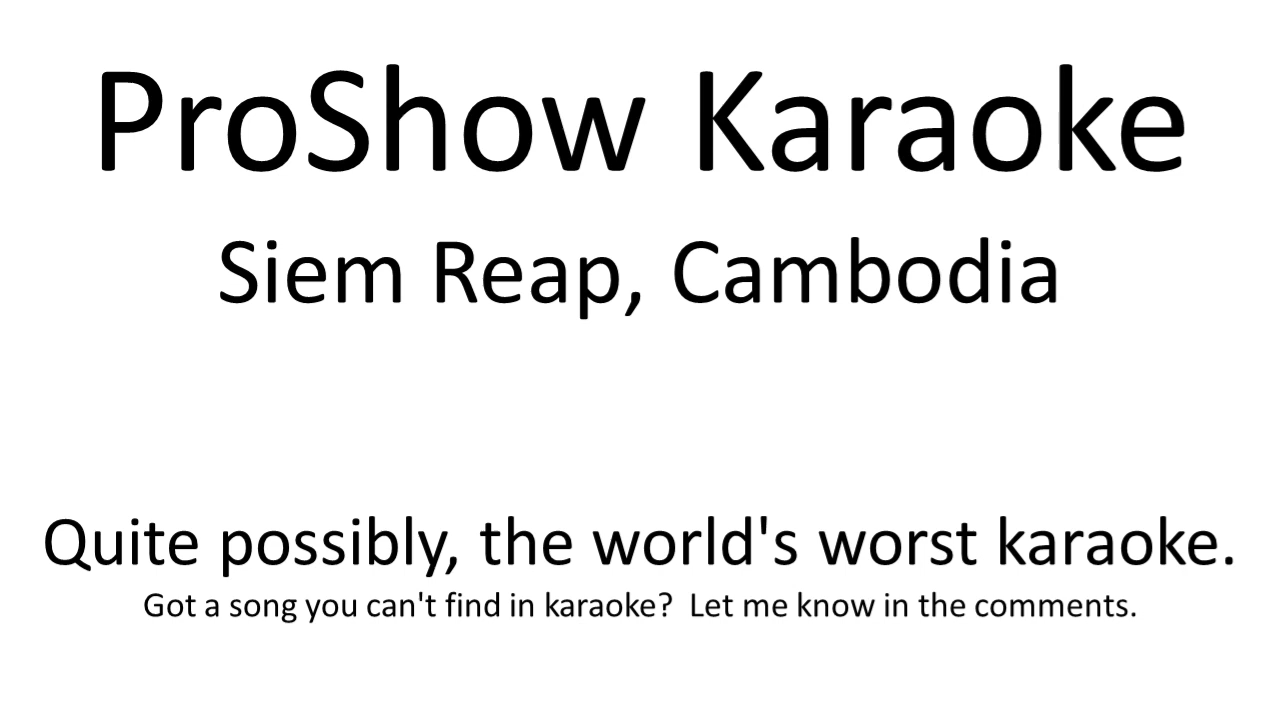 ProShow Karaoke
Siem Reap, Cambodia
Quite possibly, the world's worst karaoke.
Got a song you can't find in karaoke?  Let me know in the comments.